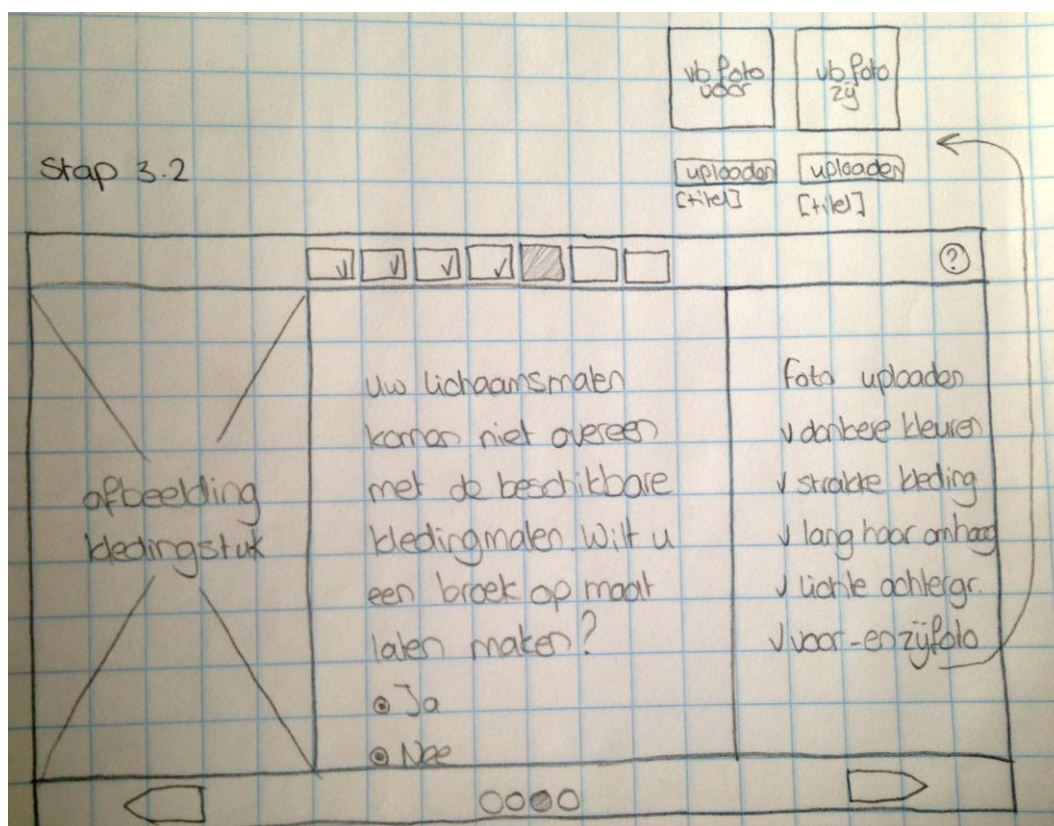 vb foto
voor
vb foto
zij
Stap 3.2
uploaden
uploaden
[titel]
[titel]
?
uw lichaamsmaten
komen niet overeen
met de beschikbare
kledingmaten. Wilt u
een broek op maat
laten maken?
Ja
Nee
afbeelding
kledingstuk
foto uploaden
v donkere kleuren
v strakke kleding
v lang haar omhoog
v lichte achtergr.
v voor-en zijfoto